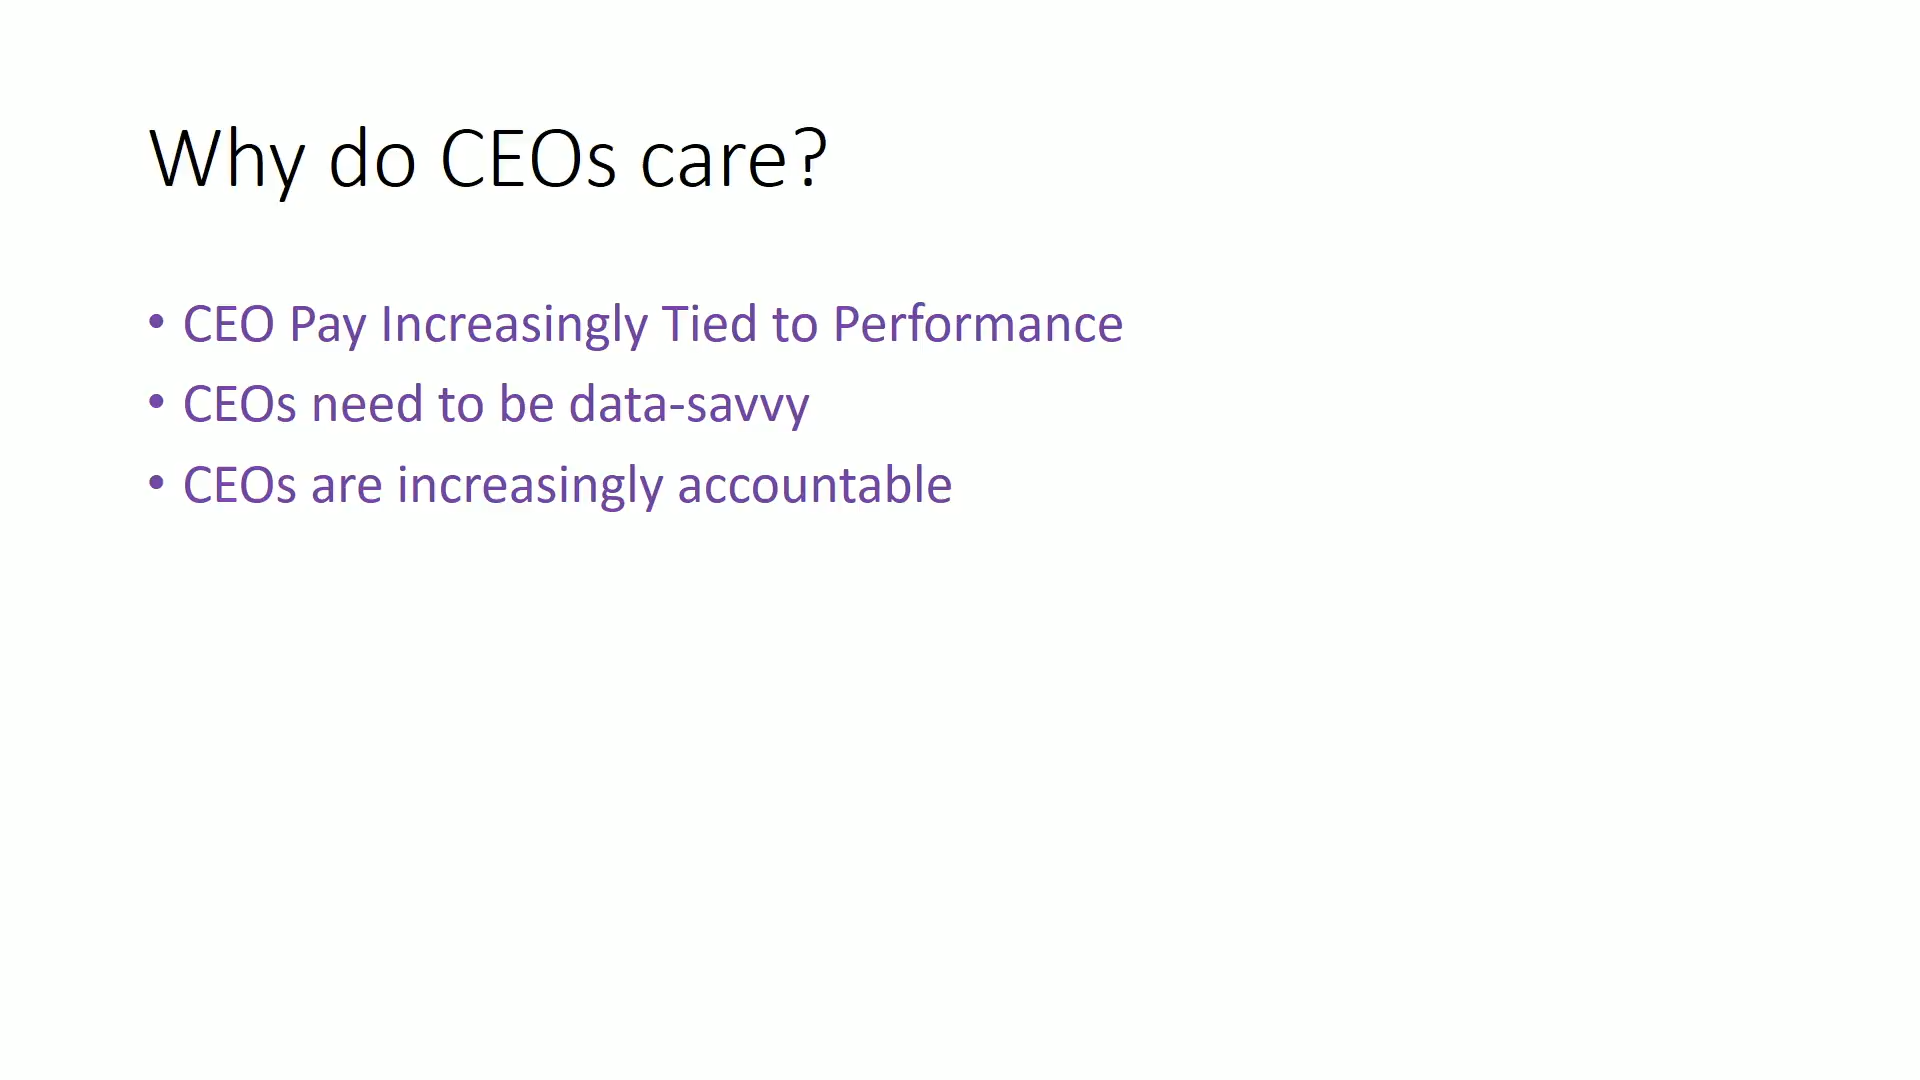 Why do CEOs care?
• CEO Pay Increasingly Tied to Performance
• CEOs need to be data-savvy
• CEOs are increasingly accountable